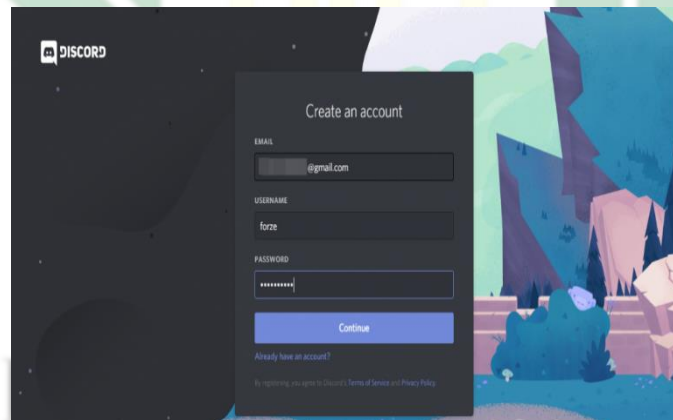 DISCORD
Create an account
EMAIL
@gmail.com
USERNAME
forze
PASSWORD
••••••••••
Continue
Already have an account?
By registering, you agree to Discord's Terms of Service and Privacy Policy.